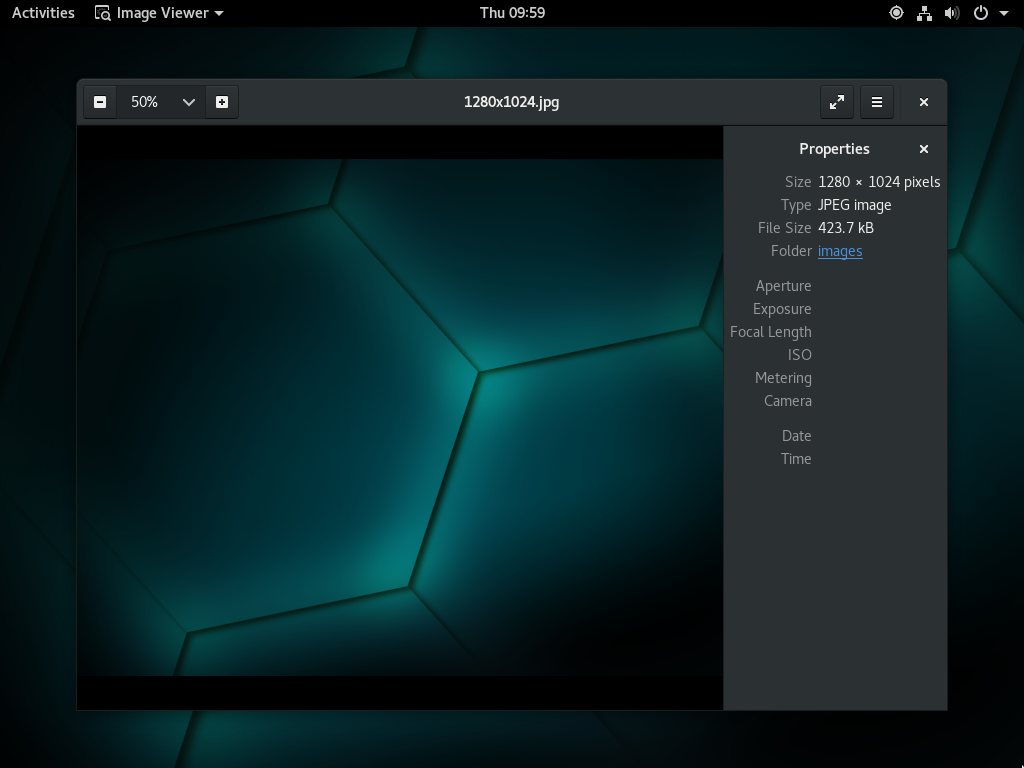 Activities Image Viewer Thu 09:59
50% 1280x1024.jpg
Properties
Size 1280 × 1024 pixels
Type JPEG image
File Size 423.7 kB
Folder images
Aperture
Exposure
Focal Length
ISO
Metering
Camera
Date
Time